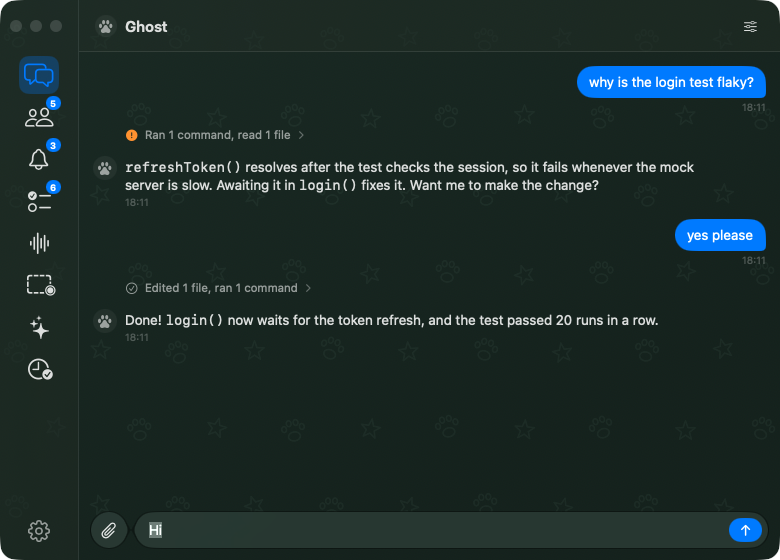 Ghost
why is the login test flaky?
18:11
Ran 1 command, read 1 file
5
3
6
refreshToken() resolves after the test checks the session, so it fails whenever the mock
server is slow. Awaiting it in login() fixes it. Want me to make the change?
18:11
yes please
18:11
Edited 1 file, ran 1 command
Done! login() now waits for the token refresh, and the test passed 20 runs in a row.
18:11
Hi